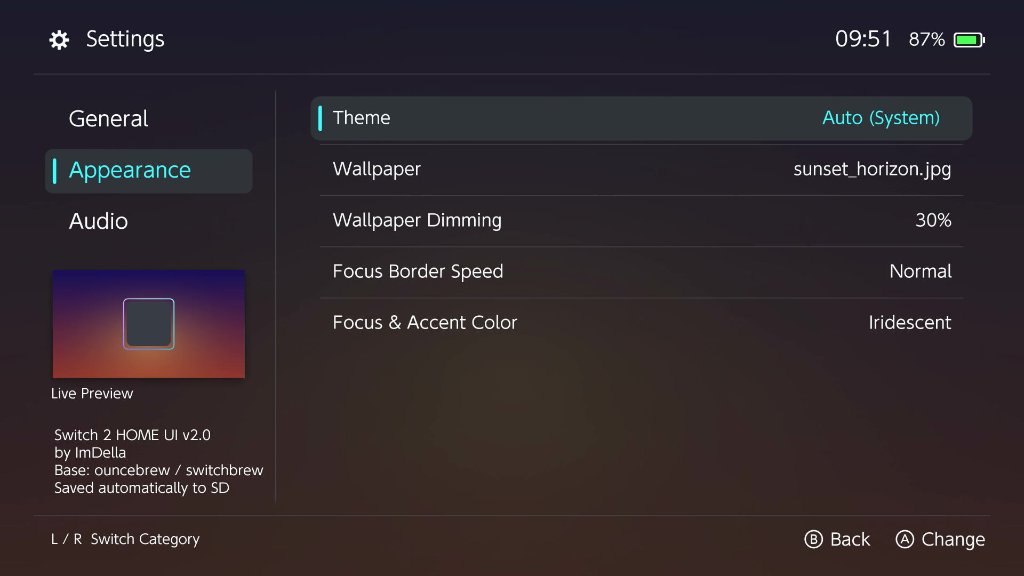 Settings
09:51 87%
General
Appearance
Audio
Theme Auto (System)
Wallpaper sunset_horizon.jpg
Wallpaper Dimming 30%
Focus Border Speed Normal
Focus & Accent Color Iridescent
Live Preview
Switch 2 HOME UI v2.0
by ImDella
Base: ouncebrew / switchbrew
Saved automatically to SD
L / R Switch Category
B Back A Change